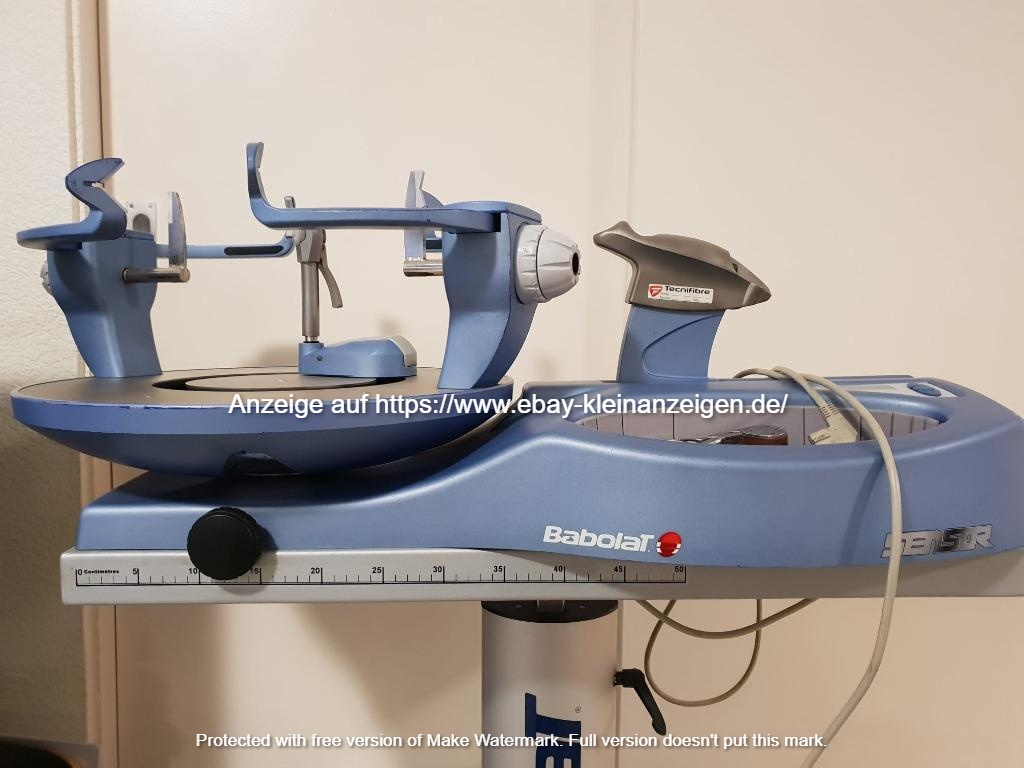 Tecnifibre
Anzeige auf https://www.ebay-kleinanzeigen.de/
BaboLaT
SENSOR
0 Centimètres 5 10 15 20 25 30 35 40 45 50
®
Protected with free version of Make Watermark. Full version doesn't put this mark.